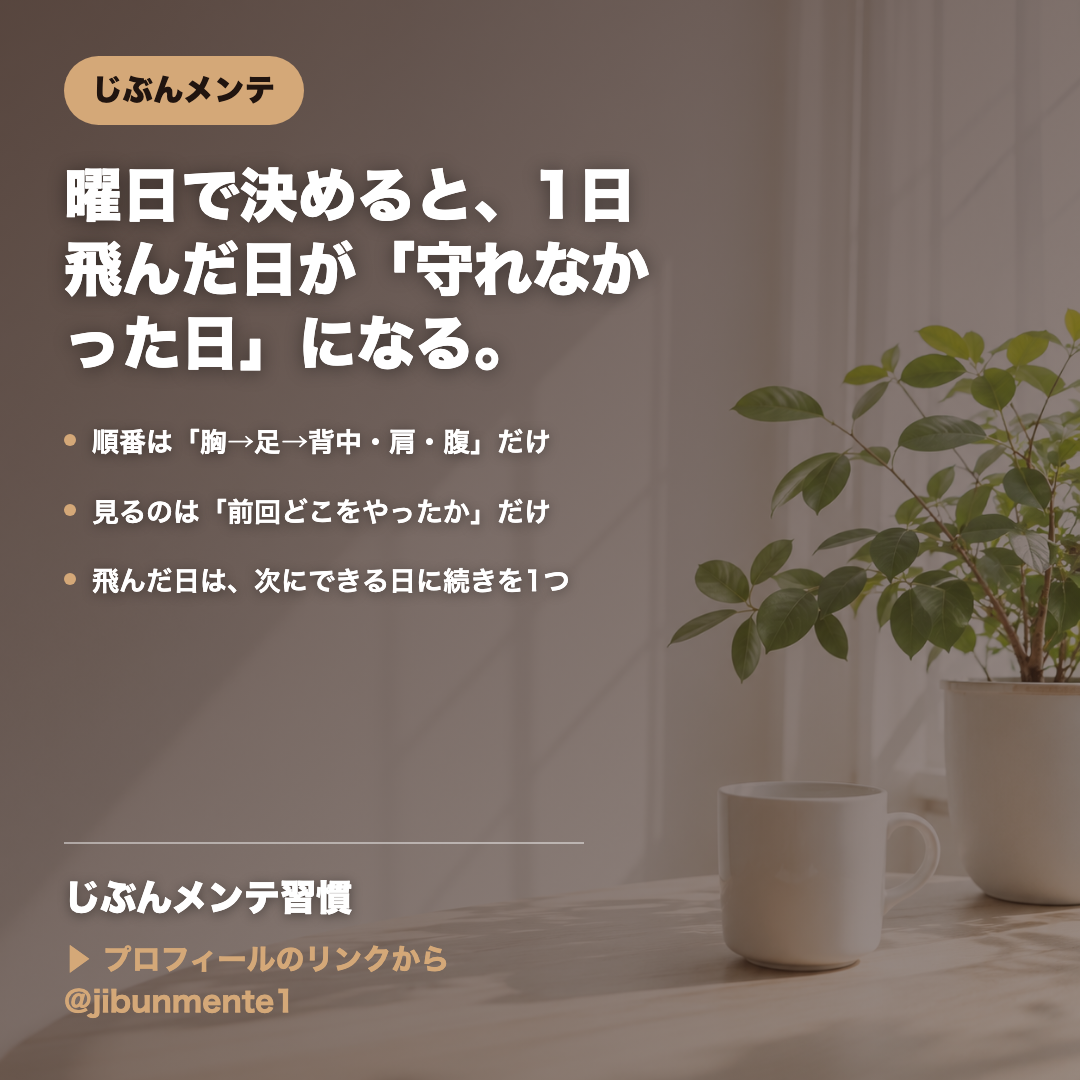 じぶんメンテ
曜日で決めると、1日
飛んだ日が「守れなか
った日」になる。
• 順番は「胸→足→背中・肩・腹」だけ
• 見るのは「前回どこをやったか」だけ
• 飛んだ日は、次にできる日に続きを1つ
じぶんメンテ習慣
▶ プロフィールのリンクから
@jibunmente1